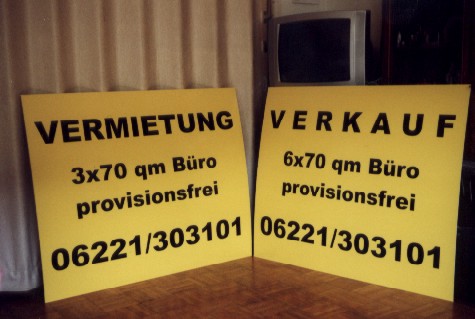 VERMIETUNG
3x70 qm Büro
provisionsfrei
06221/303101
VERKAUF
6x70 qm Büro
provisionsfrei
06221/303101